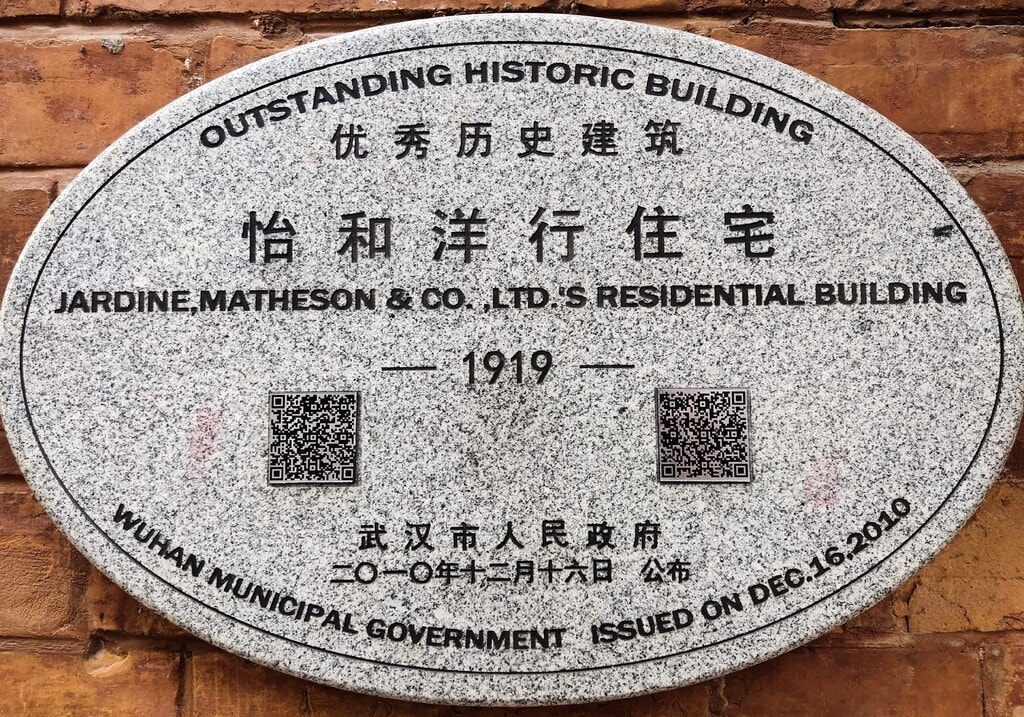 OUTSTANDING HISTORIC BUILDING
优秀历史建筑
怡和洋行住宅
JARDINE,MATHESON & CO. ,LTD.'S RESIDENTIAL BUILDING
— 1919 —
武汉市人民政府
二〇一〇年十二月十六日 公布
WUHAN MUNICIPAL GOVERNMENT ISSUED ON DEC.16,2010